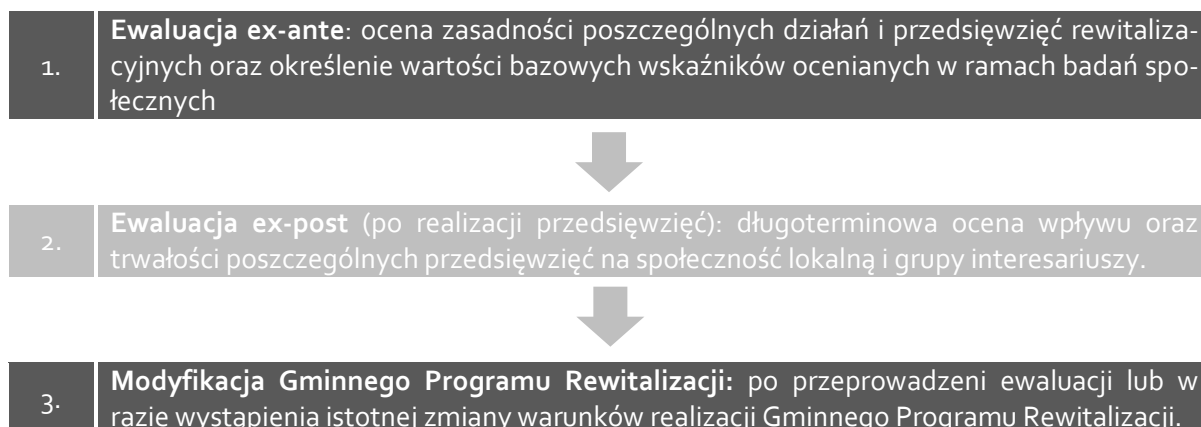 1.
Ewaluacja ex-ante: ocena zasadności poszczególnych działań i przedsięwzięć rewitaliza-
cyjnych oraz określenie wartości bazowych wskaźników ocenianych w ramach badań spo-
łecznych
2.
Ewaluacja ex-post (po realizacji przedsięwzięć): długoterminowa ocena wpływu oraz
trwałości poszczególnych przedsięwzięć na społeczność lokalną i grupy interesariuszy.
3.
Modyfikacja Gminnego Programu Rewitalizacji: po przeprowadzeni ewaluacji lub w
razie wystąpienia istotnej zmiany warunków realizacji Gminnego Programu Rewitalizacji.